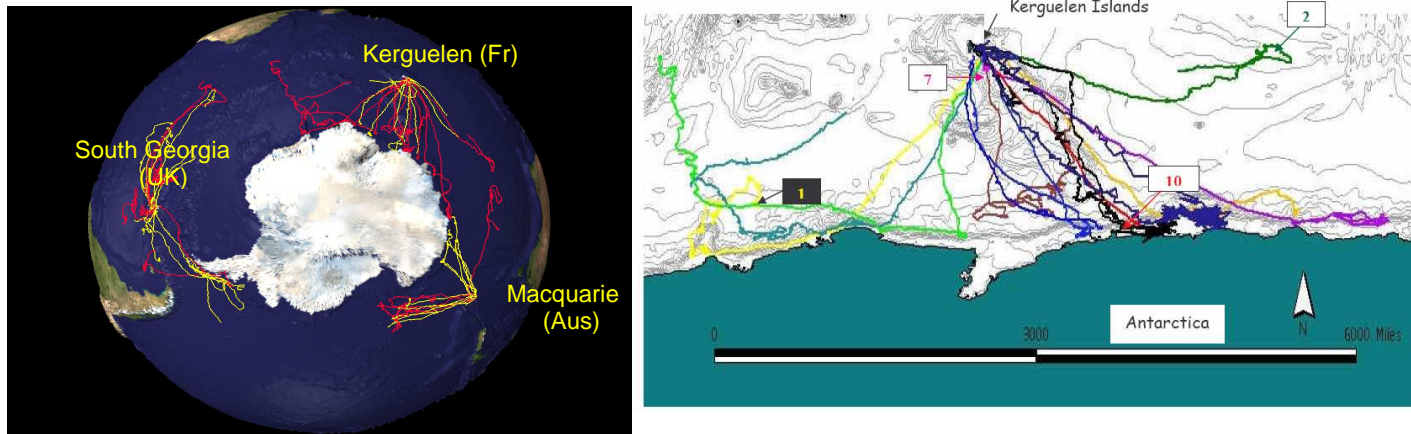 Kerguelen (Fr)
South Georgia
(UK)
Macquarie
(Aus)
Kerguelen Islands
2
7
1
10
Antarctica
N
0
3000
6000 Miles